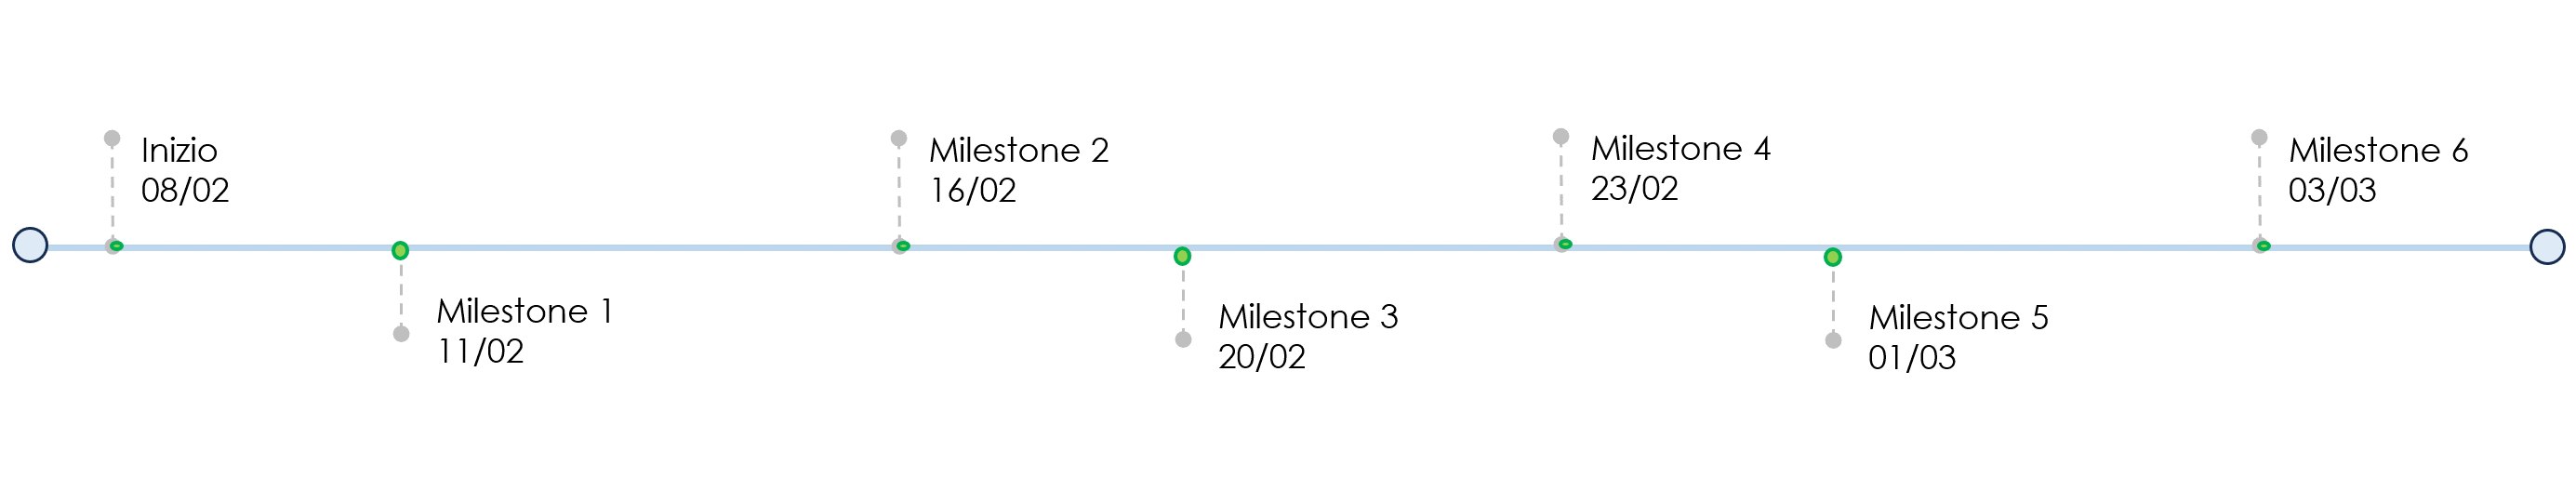 Inizio
08/02
Milestone 1
11/02
Milestone 2
16/02
Milestone 3
20/02
Milestone 4
23/02
Milestone 5
01/03
Milestone 6
03/03